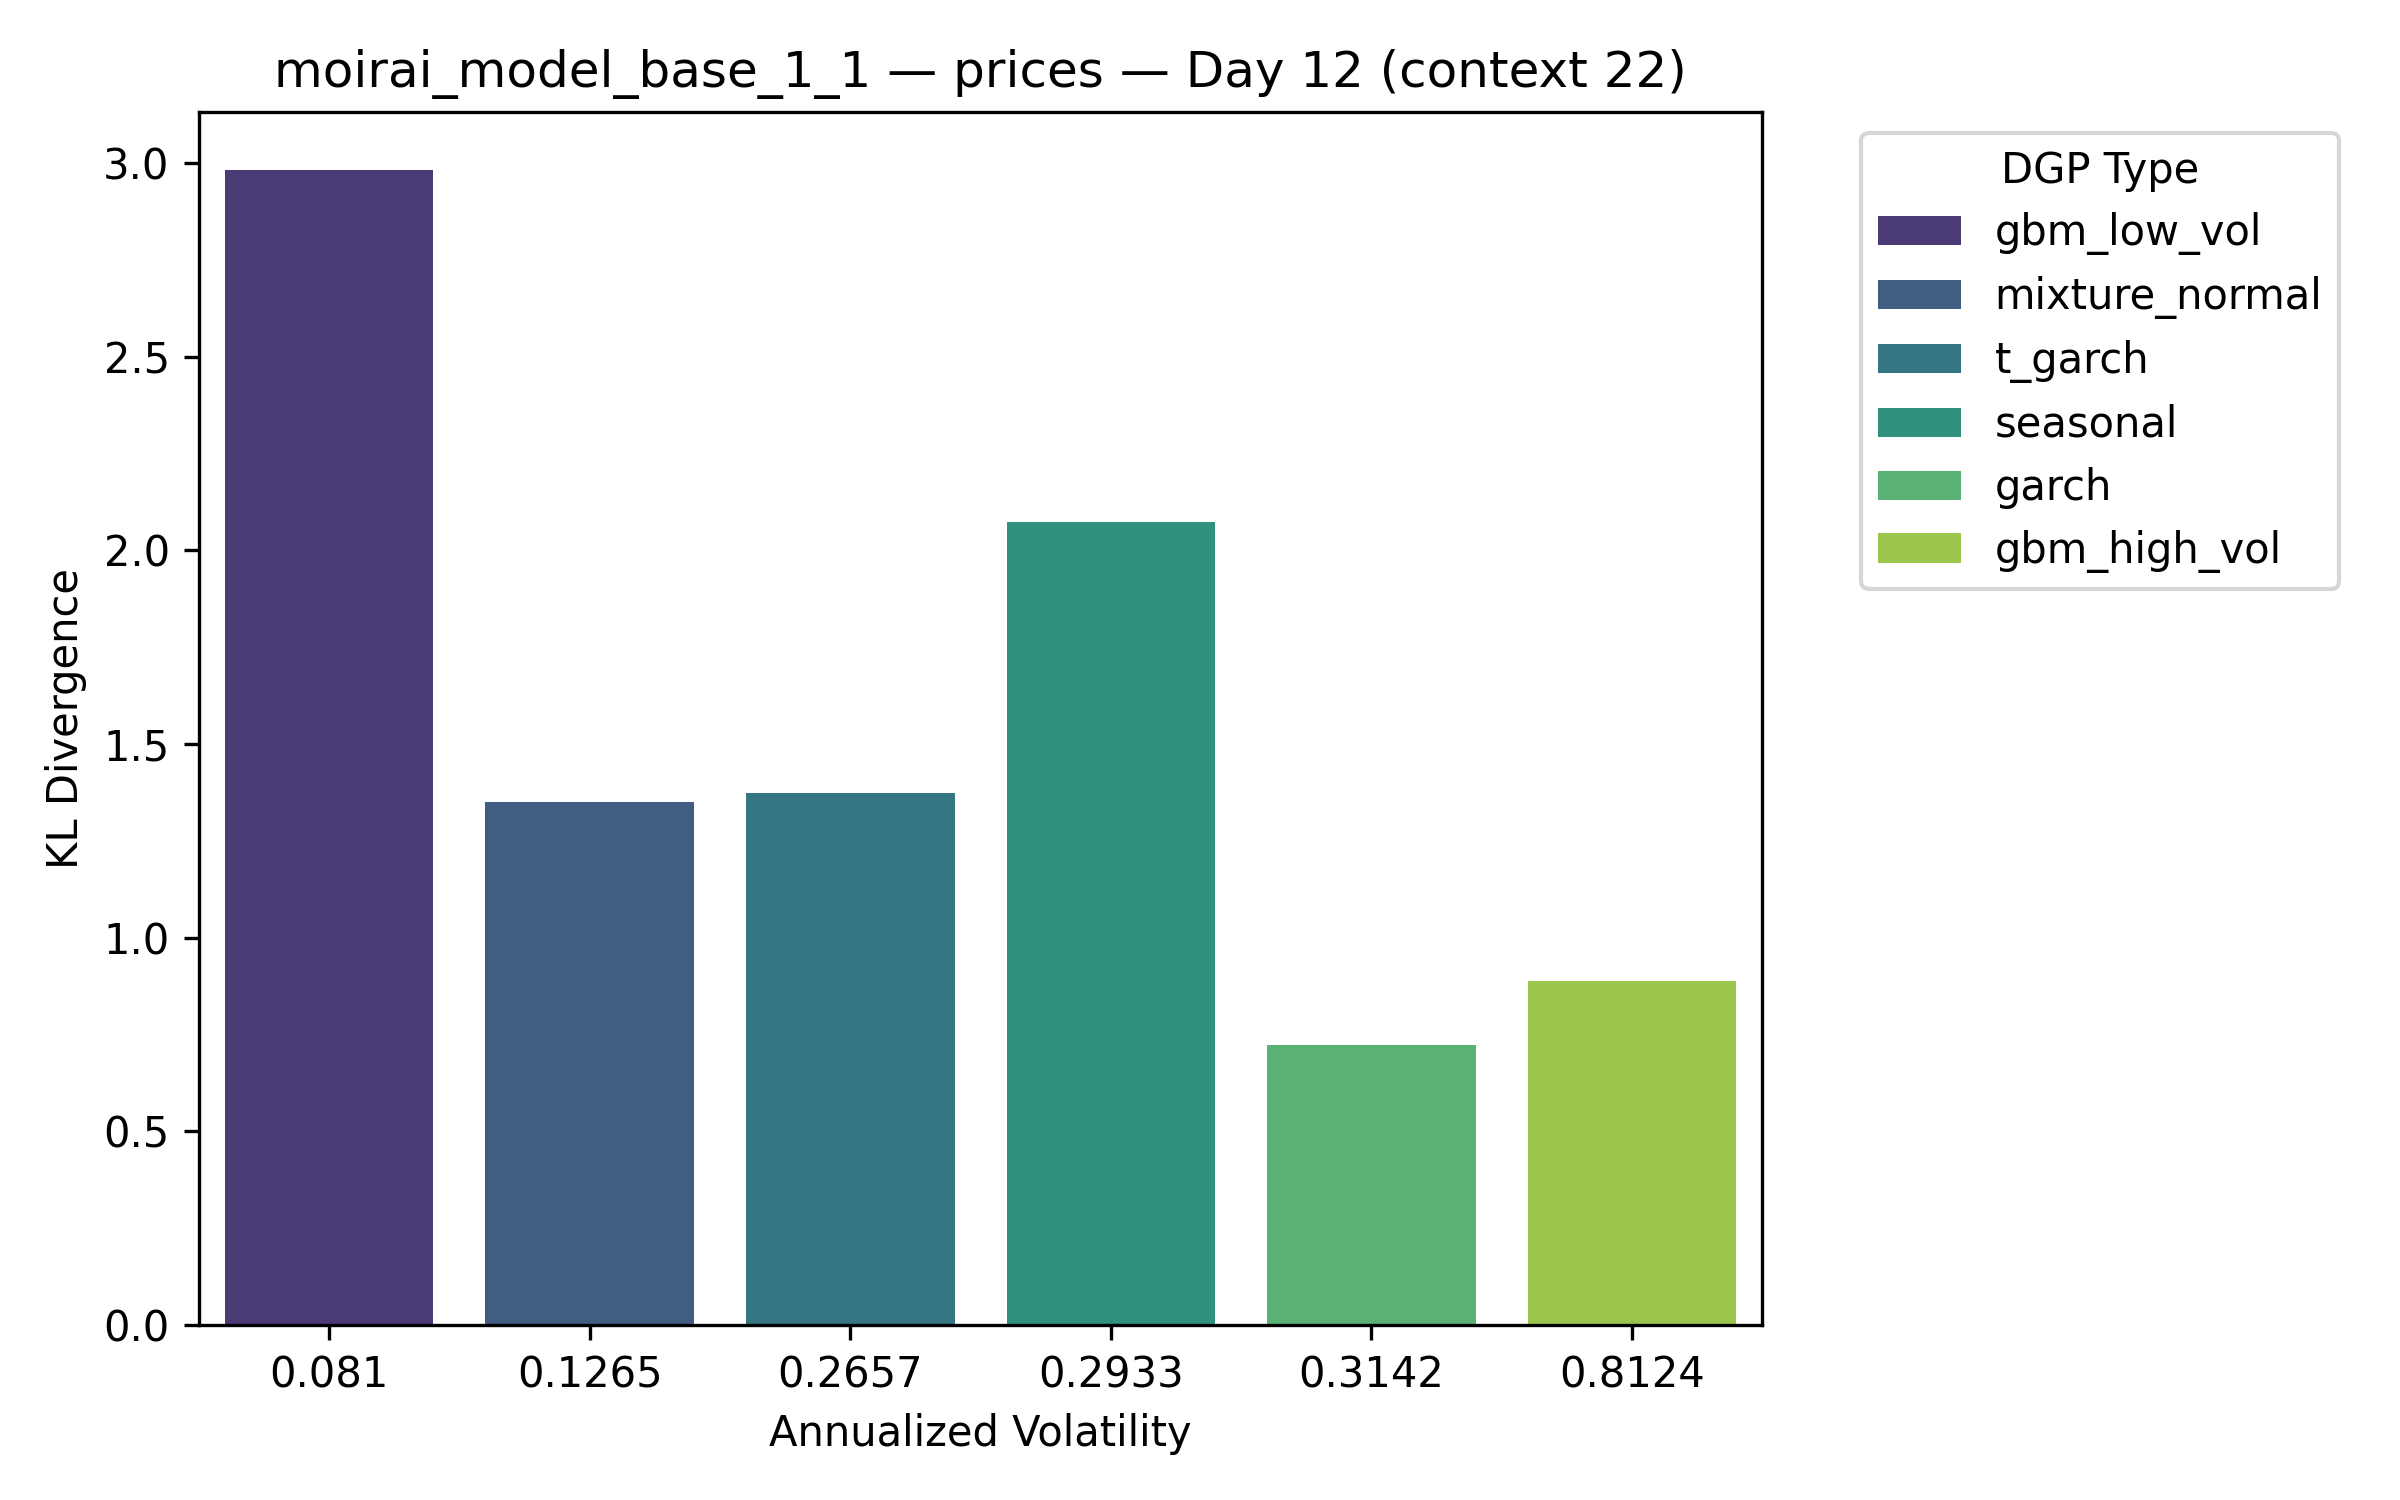 moirai_model_base_1_1 — prices — Day 12 (context 22)
KL Divergence
3.0
2.5
2.0
1.5
1.0
0.5
0.0
0.081 0.1265 0.2657 0.2933 0.3142 0.8124
Annualized Volatility
DGP Type
gbm_low_vol
mixture_normal
t_garch
seasonal
garch
gbm_high_vol